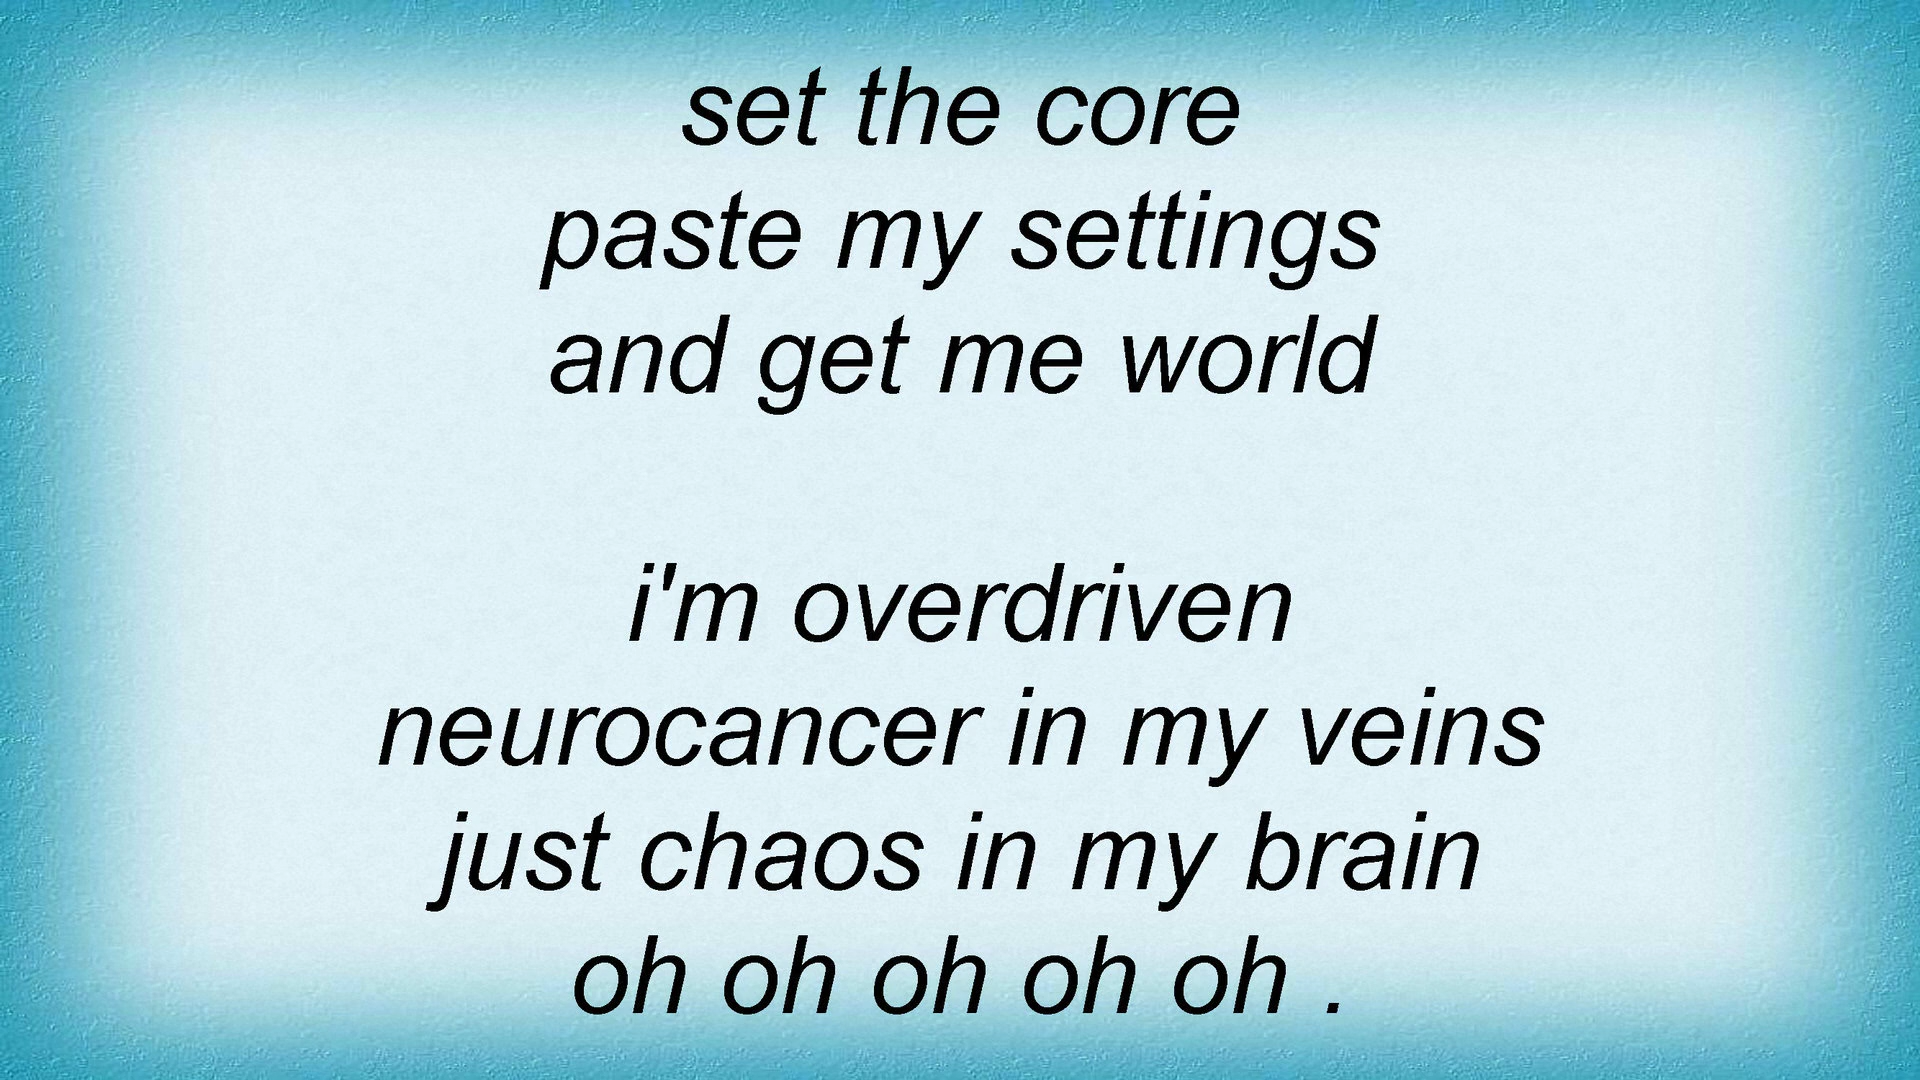 set the core
paste my settings
and get me world
i'm overdriven
neurocancer in my veins
just chaos in my brain
oh oh oh oh oh .